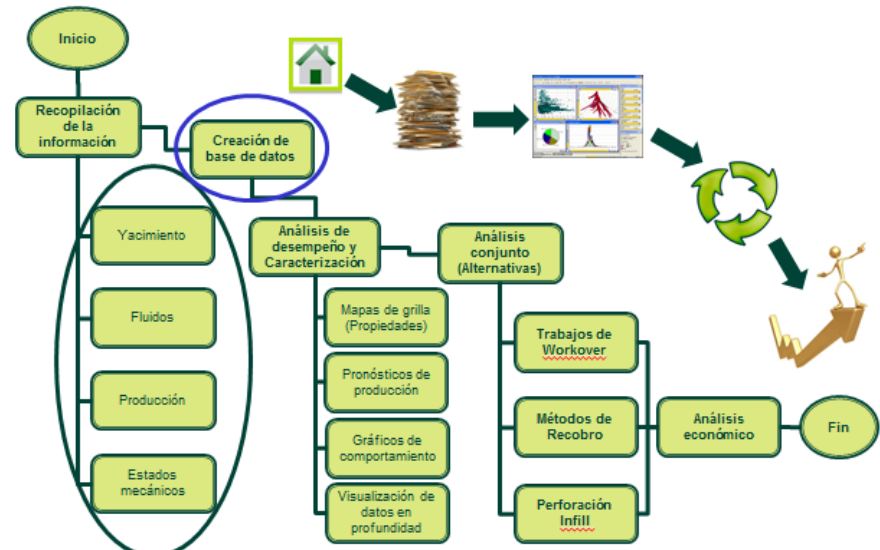 Inicio
Recopilación
de la
información
Creación de
base de datos
Yacimiento
Fluidos
Producción
Estados
mecánicos
Análisis de
desempeño y
Caracterización
Mapas de grilla
(Propiedades)
Pronósticos de
producción
Gráficos de
comportamiento
Visualización de
datos en
profundidad
Análisis
conjunto
(Alternativas)
Trabajos de
Workover
Métodos de
Recobro
Perforación
Infill
Análisis
económico
Fin